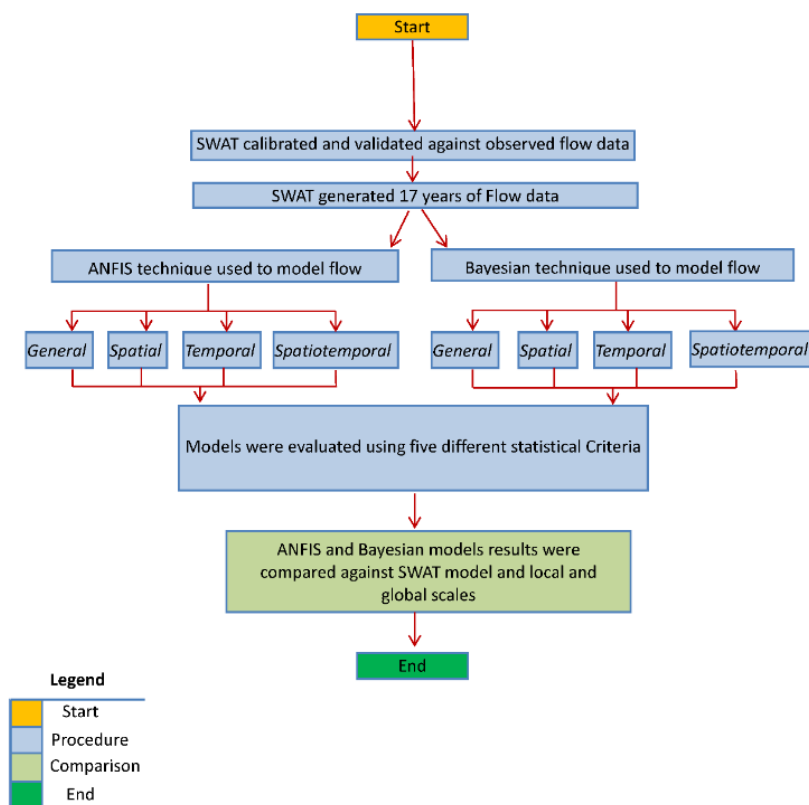 Start
SWAT calibrated and validated against observed flow data
SWAT generated 17 years of Flow data
ANFIS technique used to model flow
Bayesian technique used to model flow
General
Spatial
Temporal
Spatiotemporal
General
Spatial
Temporal
Spatiotemporal
Models were evaluated using five different statistical Criteria
ANFIS and Bayesian models results were
compared against SWAT model and local and
global scales
End
Legend
Start
Procedure
Comparison
End